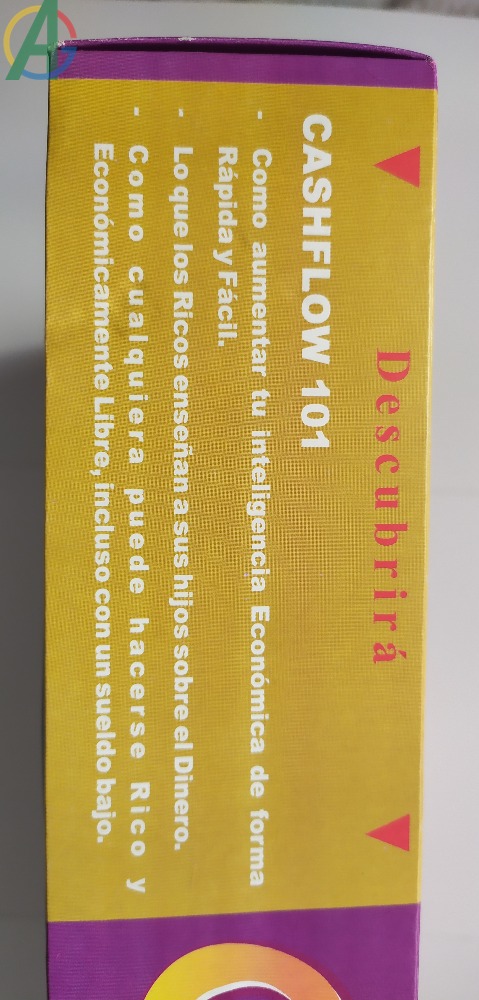 Descubrirá
CASHFLOW 101
- Como aumentar tu inteligencia Económica de forma
Rápida y Fácil.
- Lo que los Ricos enseñan a sus hijos sobre el Dinero.
- Como cualquiera puede hacerse Rico y
Económicamente Libre, incluso con un sueldo bajo.